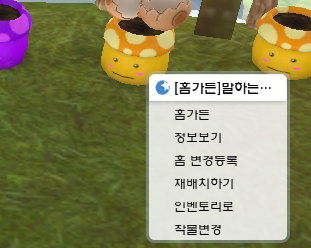 [홈가든]말하는…
홈가든
정보보기
홈 변경등록
재배치하기
인벤토리로
작물변경